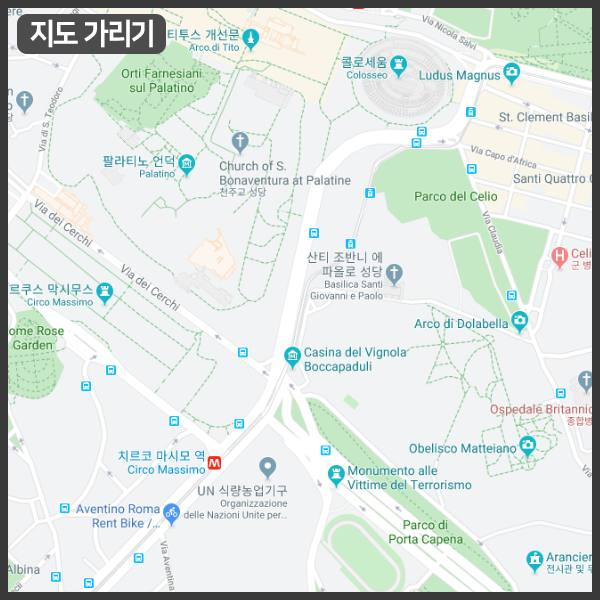 지도 가리기
Via Nicola Salvi
티투스 개선문
Arco di Tito
콜로세움
Colosseo
Ludus Magnus
Orti Farnesiani
sul Palatino
Via di S. Teodoro
St. Clement Basil
팔라티노 언덕
Palatino
Church of S.
Bonaventura at Palatine
천주교 성당
Via Capo d'Africa
Santi Quattro C
Parco del Celio
Via dei Cerchi
Via Claudia
산티 조반니 에
파올로 성당
Basilica Santi
Giovanni e Paolo
Celi
군 병
Via dei Cerchi
르쿠스 막시무스
Circo Massimo
Arco di Dolabella
ome Rose
Garden
Casina del Vignola
Boccapaduli
Ospedale Britannic
종합병
치르코 마시모 역
Circo Massimo
M
Obelisco Matteiano
Monumento alle
Vittime del Terrorismo
UN 식량농업기구
Organizzazione
delle Nazioni Unite per...
Aventino Roma
Rent Bike /...
Parco di
Porta Capena
Via Aventina
Albina
Arancier
전시관 및 무